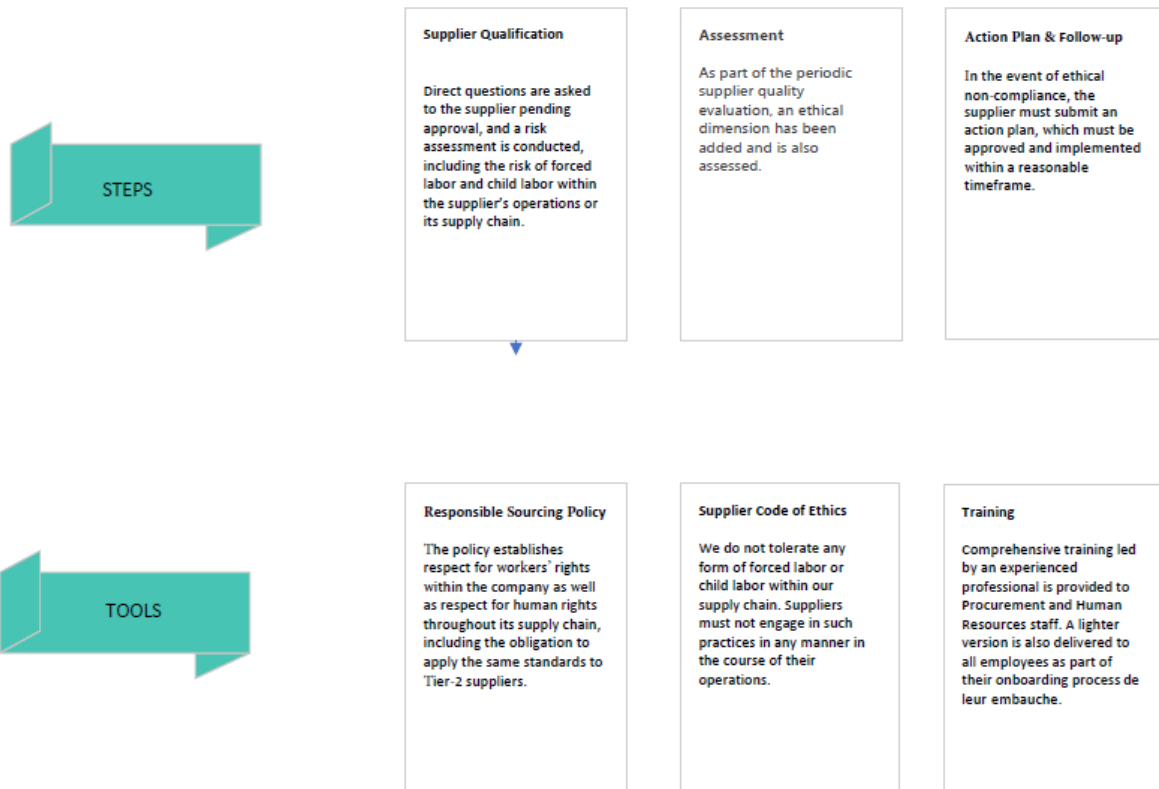 STEPS
Supplier Qualification
Direct questions are asked
to the supplier pending
approval, and a risk
assessment is conducted,
including the risk of forced
labor and child labor within
the supplier's operations or
its supply chain.
Assessment
As part of the periodic
supplier quality
evaluation, an ethical
dimension has been
added and is also
assessed.
Action Plan & Follow-up
In the event of ethical
non-compliance, the
supplier must submit an
action plan, which must be
approved and implemented
within a reasonable
timeframe.
TOOLS
Responsible Sourcing Policy
The policy establishes
respect for workers' rights
within the company as well
as respect for human rights
throughout its supply chain,
including the obligation to
apply the same standards to
Tier-2 suppliers.
Supplier Code of Ethics
We do not tolerate any
form of forced labor or
child labor within our
supply chain. Suppliers
must not engage in such
practices in any manner in
the course of their
operations.
Training
Comprehensive training led
by an experienced
professional is provided to
Procurement and Human
Resources staff. A lighter
version is also delivered to
all employees as part of
their onboarding process de
leur embauche.